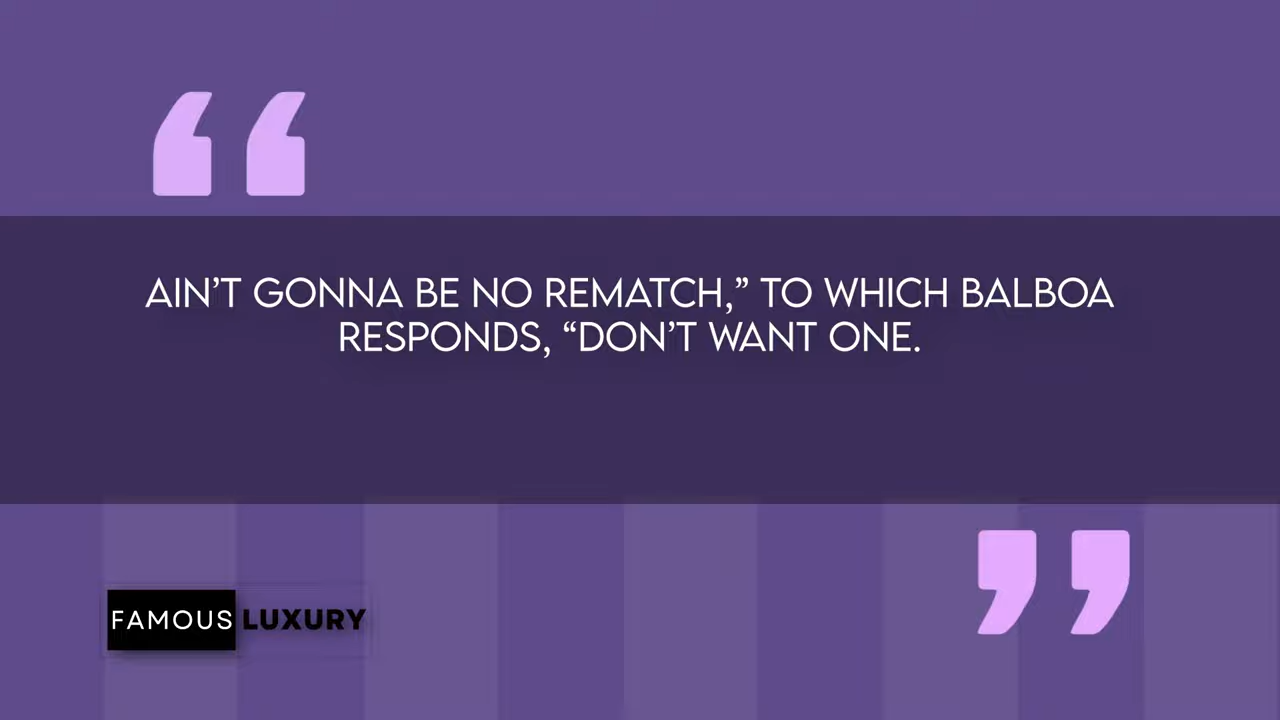 AIN’T GONNA BE NO REMATCH,” TO WHICH BALBOA
RESPONDS, “DON’T WANT ONE.
FAMOUS LUXURY